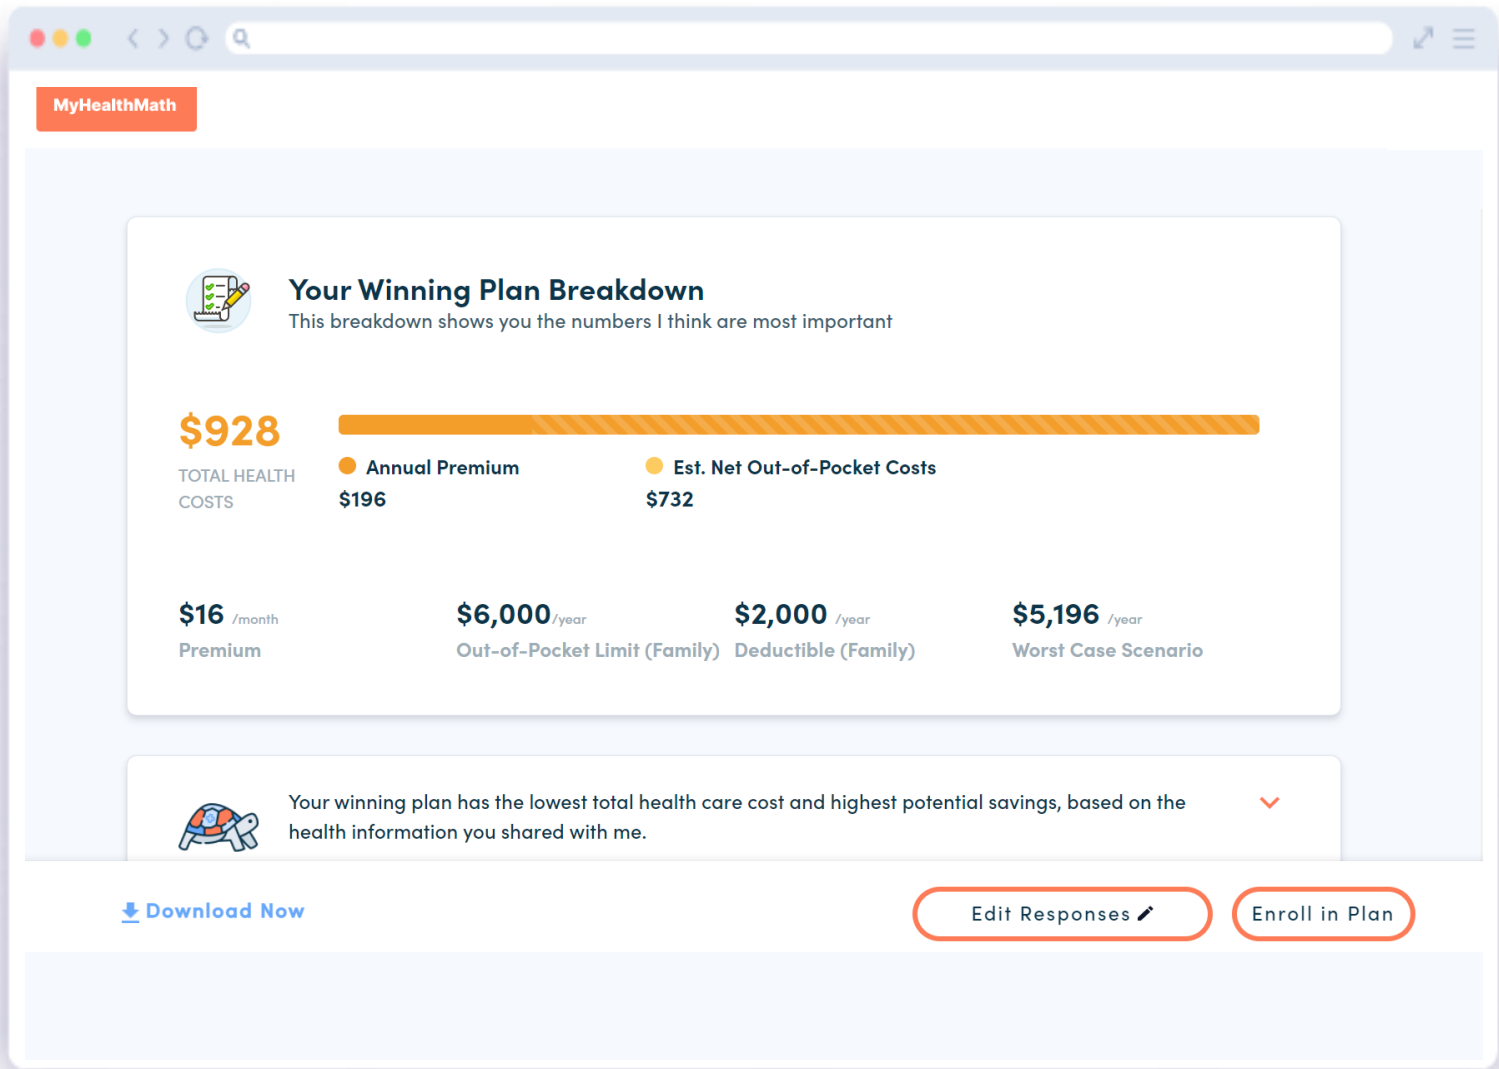 MyHealthMath
Your Winning Plan Breakdown
This breakdown shows you the numbers I think are most important
$928
TOTAL HEALTH
COSTS
Annual Premium
$196
Est. Net Out-of-Pocket Costs
$732
$16 /month
Premium
$6,000/year
Out-of-Pocket Limit (Family)
$2,000 /year
Deductible (Family)
$5,196 /year
Worst Case Scenario
Your winning plan has the lowest total health care cost and highest potential savings, based on the
health information you shared with me.
Download Now
Edit Responses
Enroll in Plan